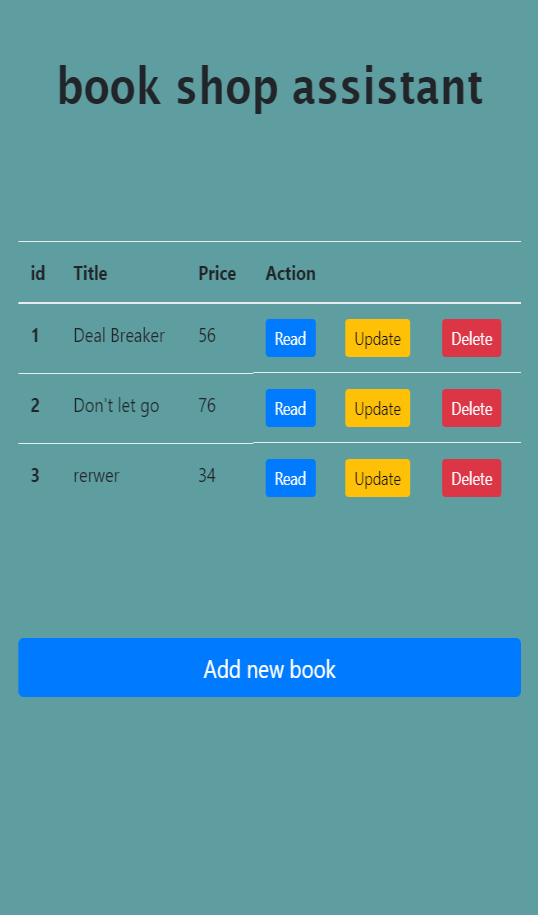 book shop assistant
id Title Price Action
1 Deal Breaker 56 Read Update Delete
2 Don't let go 76 Read Update Delete
3 rerwer 34 Read Update Delete
Add new book